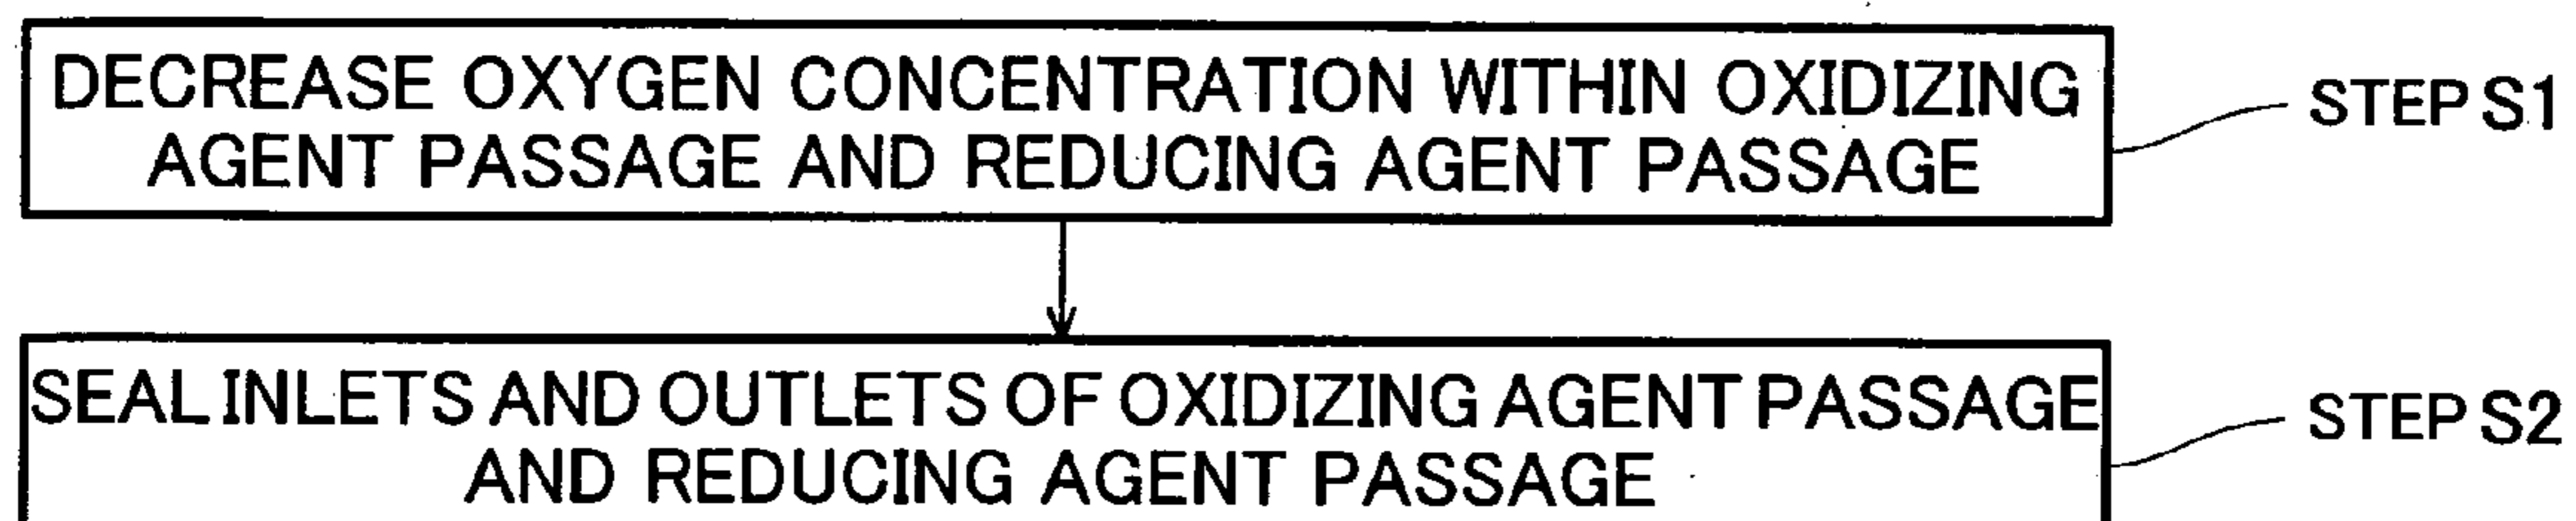 DECREASE OXYGEN CONCENTRATION WITHIN OXIDIZING
AGENT PASSAGE AND REDUCING AGENT PASSAGE
STEP S1
SEAL INLETS AND OUTLETS OF OXIDIZING AGENT PASSAGE
AND REDUCING AGENT PASSAGE
STEP S2